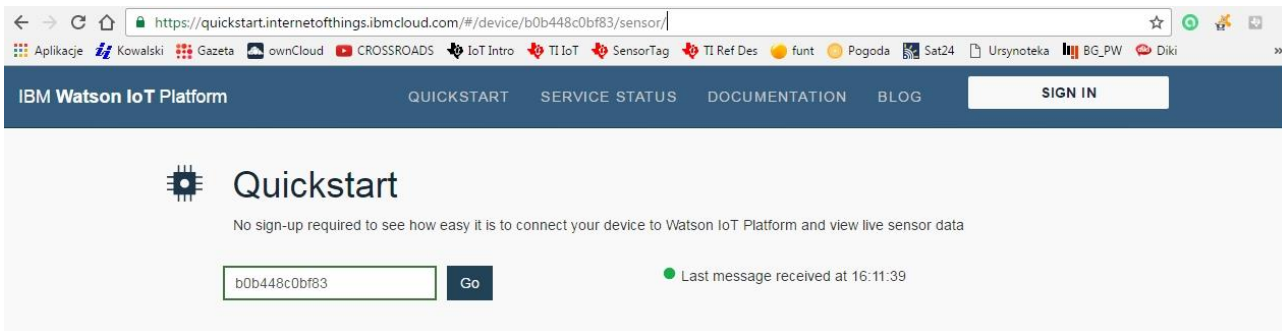 https://quickstart.internetofthings.ibmcloud.com/#/device/b0b448c0bf83/sensor/
Aplikacje Kowalski Gazeta ownCloud CROSSROADS IoT Intro TI IoT SensorTag TI Ref Des funt Pogoda Sat24 Ursynoteka BG_PW Diki »
IBM Watson IoT Platform QUICKSTART SERVICE STATUS DOCUMENTATION BLOG SIGN IN
Quickstart
No sign-up required to see how easy it is to connect your device to Watson IoT Platform and view live sensor data
b0b448c0bf83 Go Last message received at 16:11:39